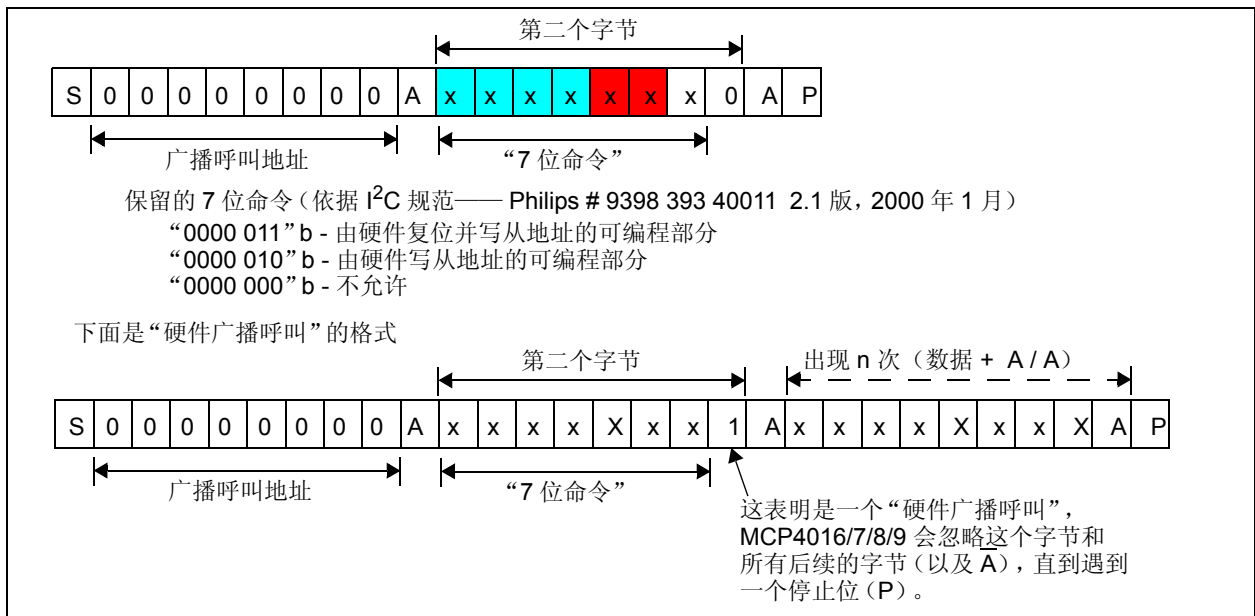 第二个字节
S 0 0 0 0 0 0 0 0 A x x x x x x x 0 A P
广播呼叫地址 “7 位命令”
保留的 7 位命令（依据 I²C 规范—— Philips # 9398 393 40011 2.1 版，2000 年 1 月）
“0000 011”b - 由硬件复位并写从地址的可编程部分
“0000 010”b - 由硬件写从地址的可编程部分
“0000 000”b - 不允许
下面是“硬件广播呼叫”的格式
第二个字节 出现 n 次（数据 + A / A）
S 0 0 0 0 0 0 0 0 A x x x x X x x 1 A x x x x X x x X A P
广播呼叫地址 “7 位命令”
这表明是一个“硬件广播呼叫”，
MCP4016/7/8/9 会忽略这个字节和
所有后续的字节（以及 A̅），直到遇到
一个停止位（P）。